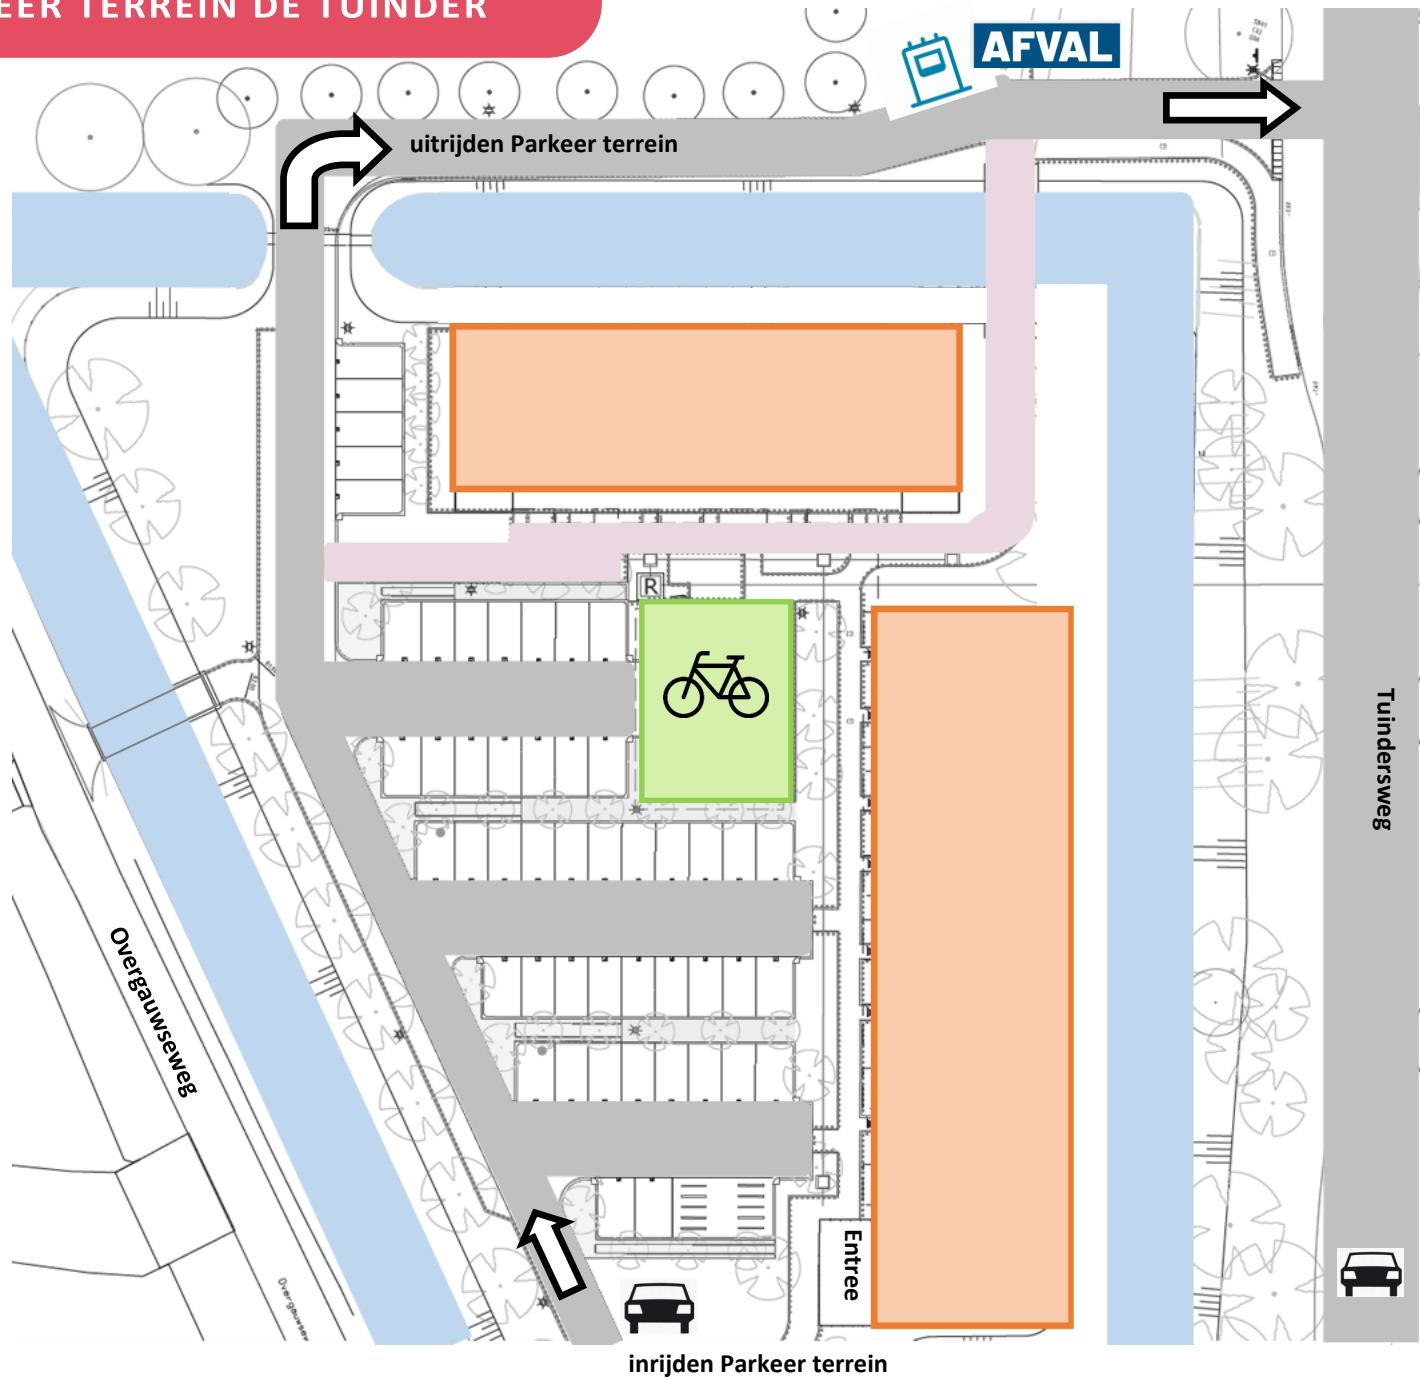 EER TERREIN DE TUINDER
AFVAL
uitrijden Parkeer terrein
R
Tuindersweg
Overgauwseweg
Entree
inrijden Parkeer terrein